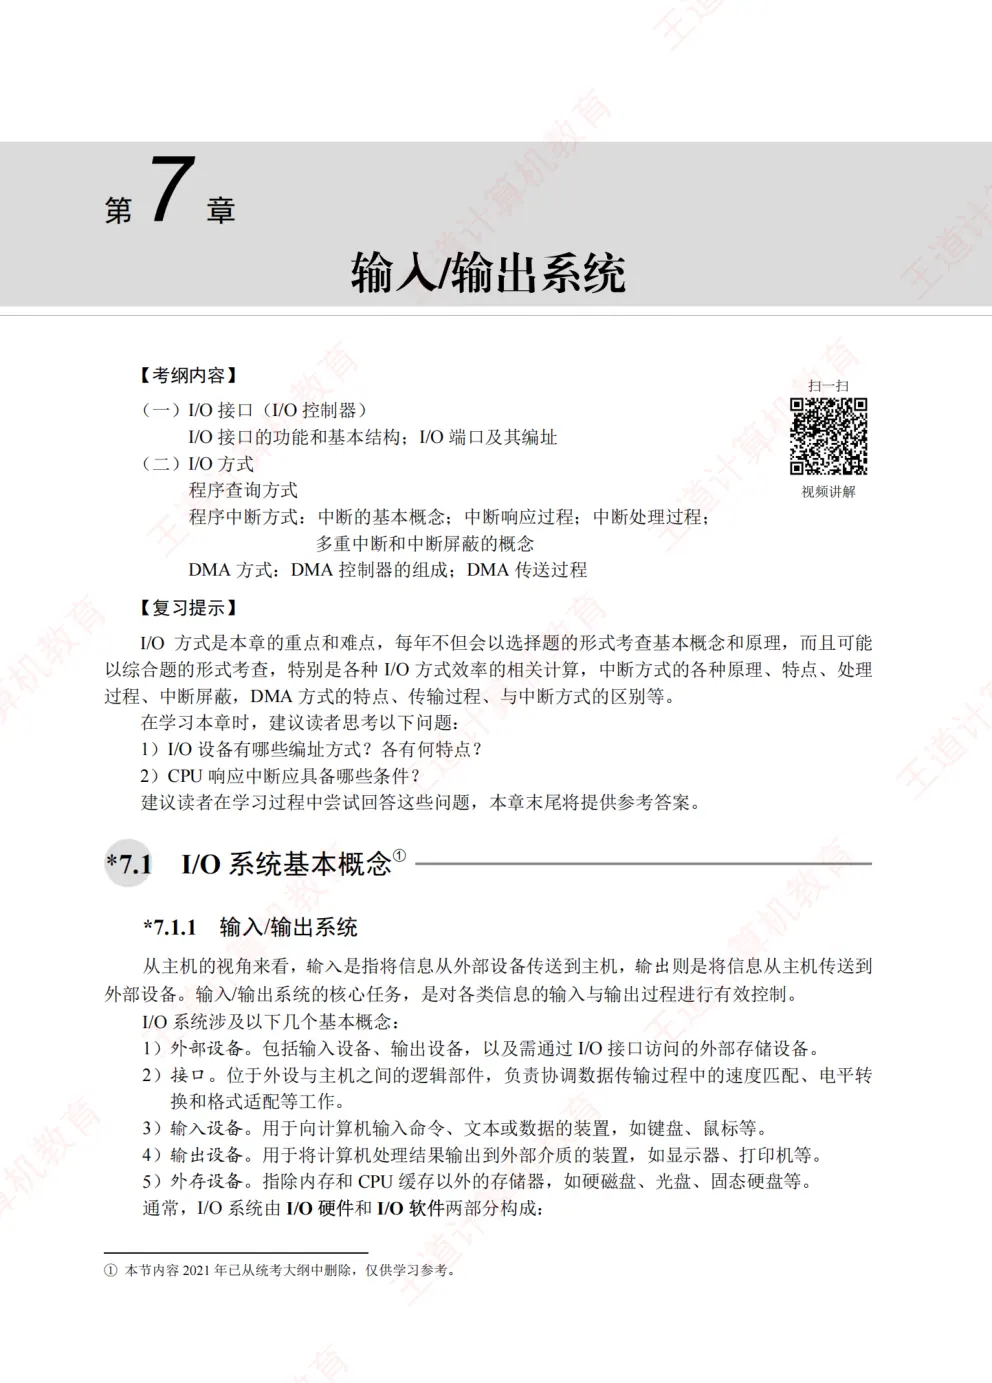 第7章
输入/输出系统
【考纲内容】
扫一扫
（一）I/O 接口（I/O 控制器）
I/O 接口的功能和基本结构；I/O 端口及其编址
（二）I/O 方式
程序查询方式
视频讲解
程序中断方式：中断的基本概念；中断响应过程；中断处理过程；
多重中断和中断屏蔽的概念
DMA 方式：DMA 控制器的组成；DMA 传送过程
【复习提示】
I/O 方式是本章的重点和难点，每年不但会以选择题的形式考查基本概念和原理，而且可能
以综合题的形式考查，特别是各种 I/O 方式效率的相关计算，中断方式的各种原理、特点、处理
过程、中断屏蔽，DMA 方式的特点、传输过程、与中断方式的区别等。
在学习本章时，建议读者思考以下问题：
1）I/O 设备有哪些编址方式？各有何特点？
2）CPU 响应中断应具备哪些条件？
建议读者在学习过程中尝试回答这些问题，本章末尾将提供参考答案。
*7.1 I/O 系统基本概念①
*7.1.1 输入/输出系统
从主机的视角来看，输入是指将信息从外部设备传送到主机，输出则是将信息从主机传送到
外部设备。输入/输出系统的核心任务，是对各类信息的输入与输出过程进行有效控制。
I/O 系统涉及以下几个基本概念：
1）外部设备。包括输入设备、输出设备，以及需通过 I/O 接口访问的外部存储设备。
2）接口。位于外设与主机之间的逻辑部件，负责协调数据传输过程中的速度匹配、电平转
换和格式适配等工作。
3）输入设备。用于向计算机输入命令、文本或数据的装置，如键盘、鼠标等。
4）输出设备。用于将计算机处理结果输出到外部介质的装置，如显示器、打印机等。
5）外存设备。指除内存和 CPU 缓存以外的存储器，如硬磁盘、光盘、固态硬盘等。
通常，I/O 系统由 I/O 硬件和 I/O 软件两部分构成：
① 本节内容 2021 年已从统考大纲中删除，仅供学习参考。
王道计算机教育